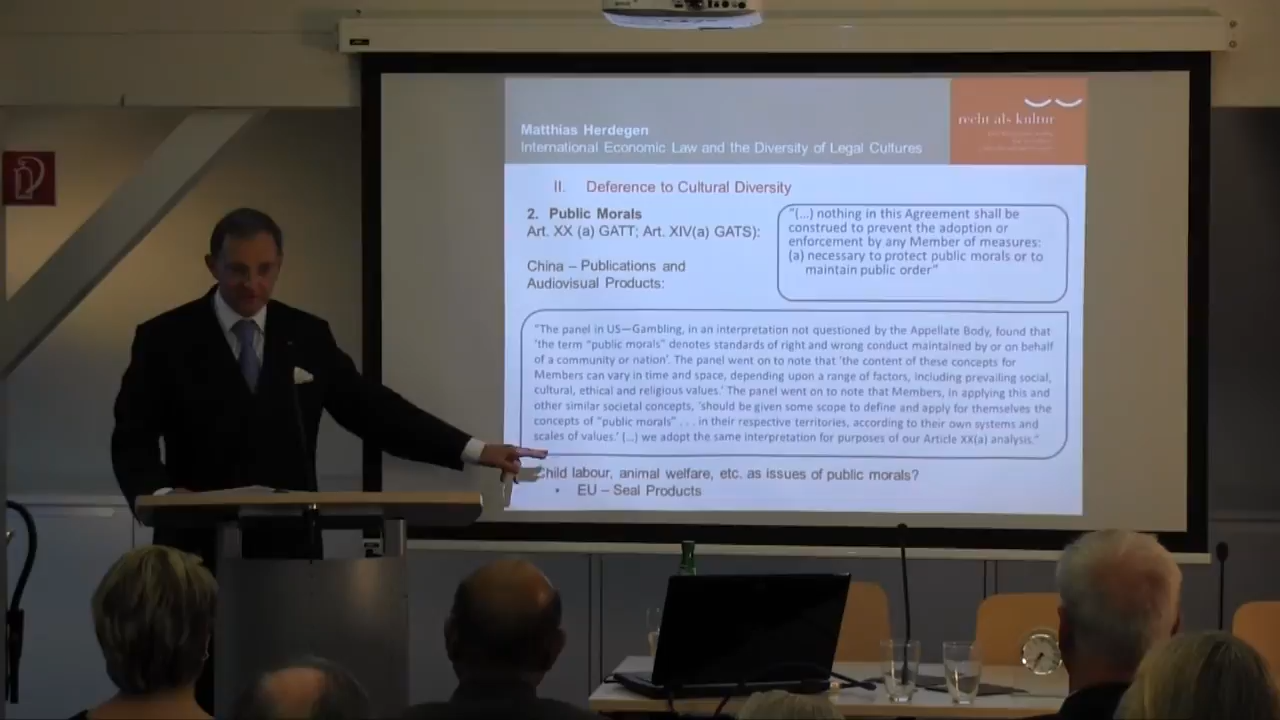 Matthias Herdegen
International Economic Law and the Diversity of Legal Cultures
recht als kultur
II. Deference to Cultural Diversity
2. Public Morals
Art. XX (a) GATT; Art. XIV(a) GATS):
China – Publications and
Audiovisual Products:
"(...) nothing in this Agreement shall be
construed to prevent the adoption or
enforcement by any Member of measures:
(a) necessary to protect public morals or to
maintain public order"
"The panel in US—Gambling, in an interpretation not questioned by the Appellate Body, found that
'the term "public morals" denotes standards of right and wrong conduct maintained by or on behalf
of a community or nation'. The panel went on to note that 'the content of these concepts for
Members can vary in time and space, depending upon a range of factors, including prevailing social,
cultural, ethical and religious values.' The panel went on to note that Members, in applying this and
other similar societal concepts, 'should be given some scope to define and apply for themselves the
concepts of "public morals" . . . in their respective territories, according to their own systems and
scales of values.' (...) we adopt the same interpretation for purposes of our Article XX(a) analysis."
Child labour, animal welfare, etc. as issues of public morals?
• EU – Seal Products